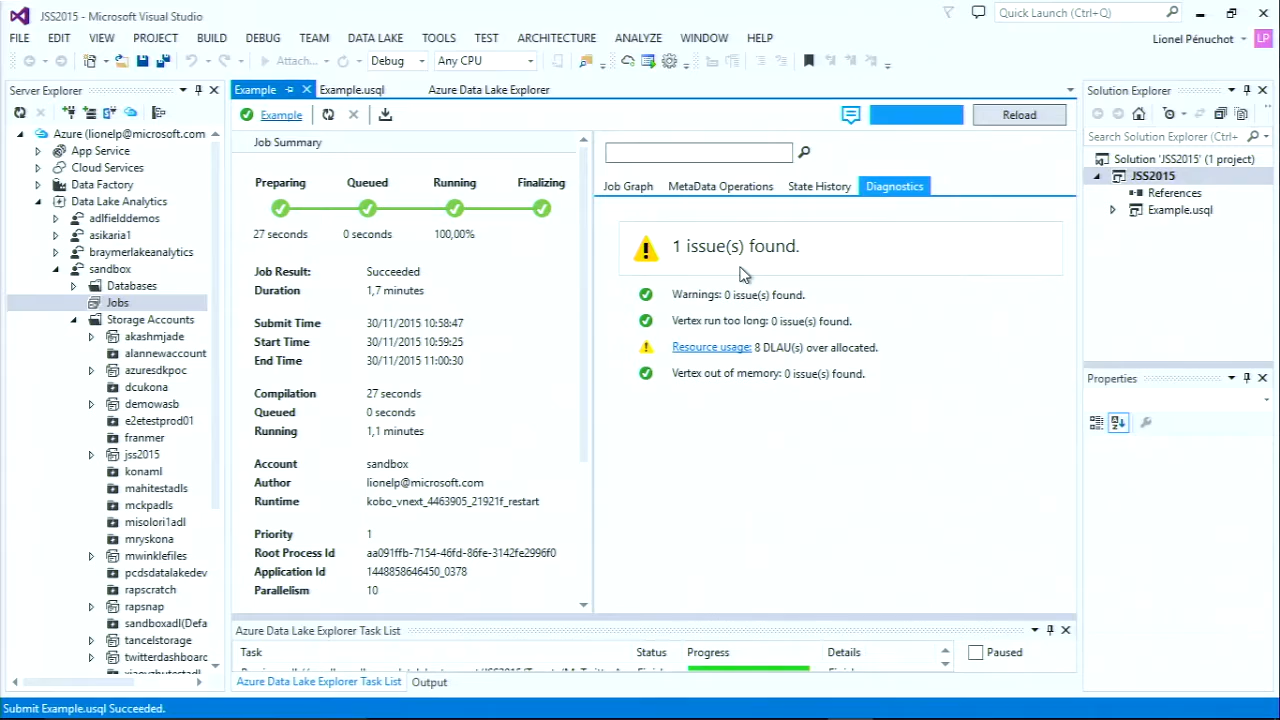 JSS2015 - Microsoft Visual Studio
Quick Launch (Ctrl+Q)
FILE EDIT VIEW PROJECT BUILD DEBUG TEAM DATA LAKE TOOLS TEST ARCHITECTURE ANALYZE WINDOW HELP
Lionel Pénuchot LP
Attach... Debug Any CPU
Server Explorer
Azure (lionelp@microsoft.com
App Service
Cloud Services
Data Factory
Data Lake Analytics
adlfielddemos
asikaria1
braymerlakeanalytics
sandbox
Databases
Jobs
Storage Accounts
akashmjade
alannewaccount
azuresdkpoc
dcukona
demowasb
e2etestprod01
franmer
jss2015
konaml
mahitestadls
mckpadls
misolori1adl
mryskona
mwinklefiles
pcdsdatalakedev
rapscratch
rapsnap
sandboxadl(Defa
tancelstorage
twitterdashboard
Example Example.usql Azure Data Lake Explorer
Example
Reload
Job Summary
Preparing Queued Running Finalizing
27 seconds 0 seconds 100,00%
Job Result: Succeeded
Duration 1,7 minutes
Submit Time 30/11/2015 10:58:47
Start Time 30/11/2015 10:59:25
End Time 30/11/2015 11:00:30
Compilation 27 seconds
Queued 0 seconds
Running 1,1 minutes
Account sandbox
Author lionelp@microsoft.com
Runtime kobo_vnext_4463905_21921f_restart
Priority 1
Root Process Id aa091ffb-7154-46fd-86fe-3142fe2996f0
Application Id 1448858646450_0378
Parallelism 10
Job Graph MetaData Operations State History Diagnostics
1 issue(s) found.
Warnings: 0 issue(s) found.
Vertex run too long: 0 issue(s) found.
Resource usage: 8 DLAU(s) over allocated.
Vertex out of memory: 0 issue(s) found.
Azure Data Lake Explorer Task List
Task Status Progress Details
Paused
Azure Data Lake Explorer Task List Output
Solution Explorer
Search Solution Explorer (Ctrl+
Solution 'JSS2015' (1 project)
JSS2015
References
Example.usql
Properties
Submit Example.usql Succeeded.